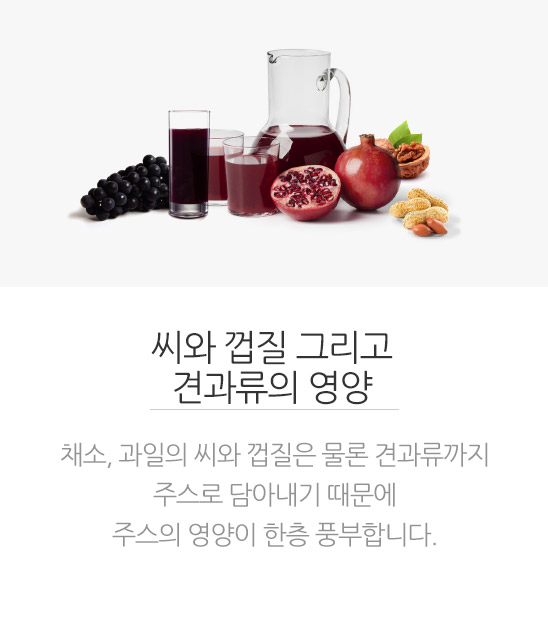 씨와 껍질 그리고
견과류의 영양
채소, 과일의 씨와 껍질은 물론 견과류까지
주스로 담아내기 때문에
주스의 영양이 한층 풍부합니다.